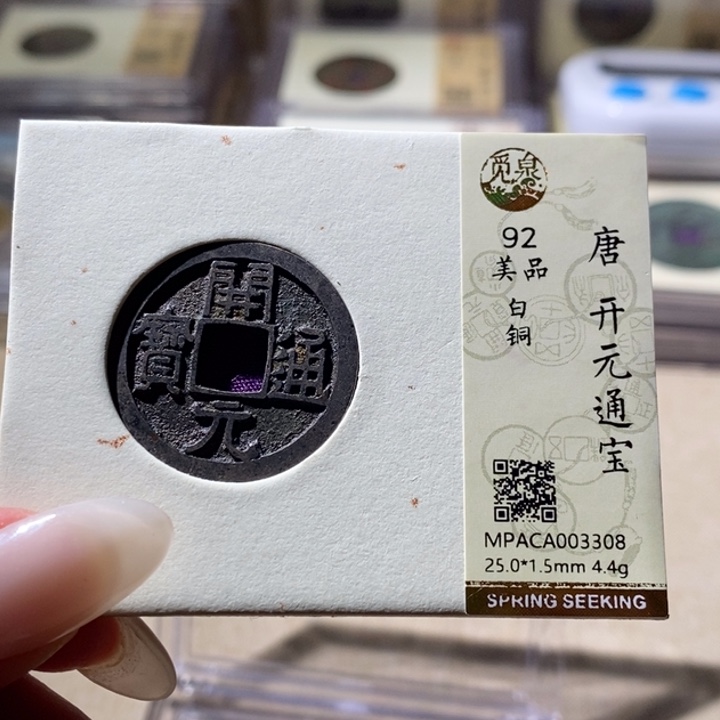 開
通
元
寶
觅泉
92
美品
白
铜
唐 开元通宝
MPACA003308
25.0*1.5mm 4.4g
SPRING SEEKING